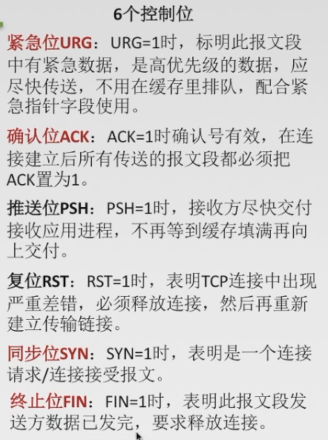 6个控制位
紧急位URG：URG=1时，标明此报文段
中有紧急数据，是高优先级的数据，应
尽快传送，不用在缓存里排队，配合紧
急指针字段使用。
确认位ACK：ACK=1时确认号有效，在连
接建立后所有传送的报文段都必须把
ACK置为1。
推送位PSH：PSH=1时，接收方尽快交付
接收应用进程，不再等到缓存填满再向
上交付。
复位RST：RST=1时，表明TCP连接中出现
严重差错，必须释放连接，然后再重新
建立传输链接。
同步位SYN：SYN=1时，表明是一个连接
请求/连接接受报文。
终止位FIN：FIN=1时，表明此报文段发
送方数据已发完，要求释放连接。